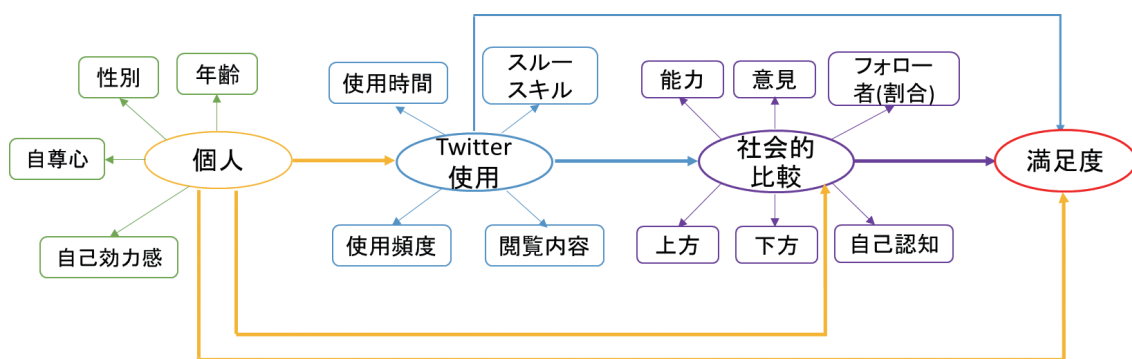 性別
年齢
自尊心
個人
自己効力感
使用時間
スルー
スキル
Twitter
使用
使用頻度
閲覧内容
能力
意見
フォロー
者(割合)
社会的
比較
上方
下方
自己認知
満足度